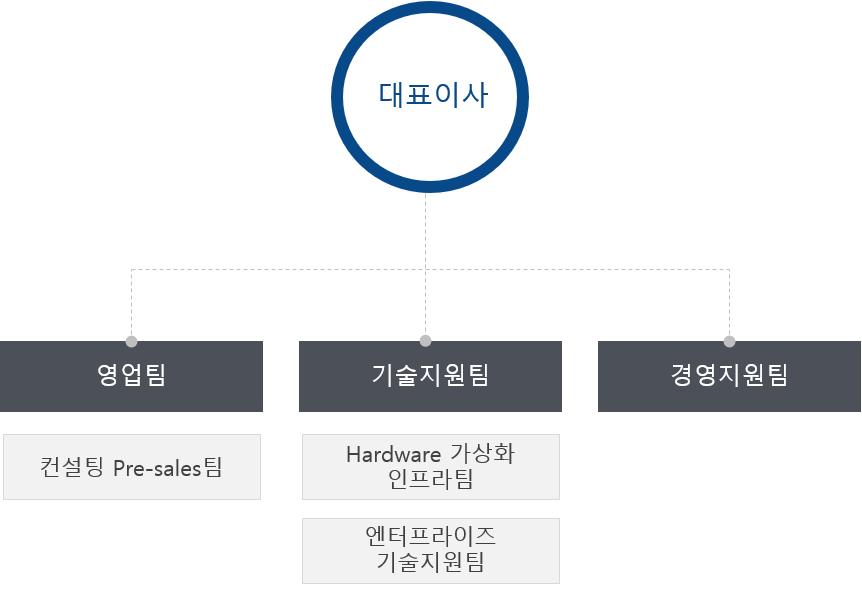 대표이사
영업팀
기술지원팀
경영지원팀
컨설팅 Pre-sales팀
Hardware 가상화
인프라팀
엔터프라이즈
기술지원팀